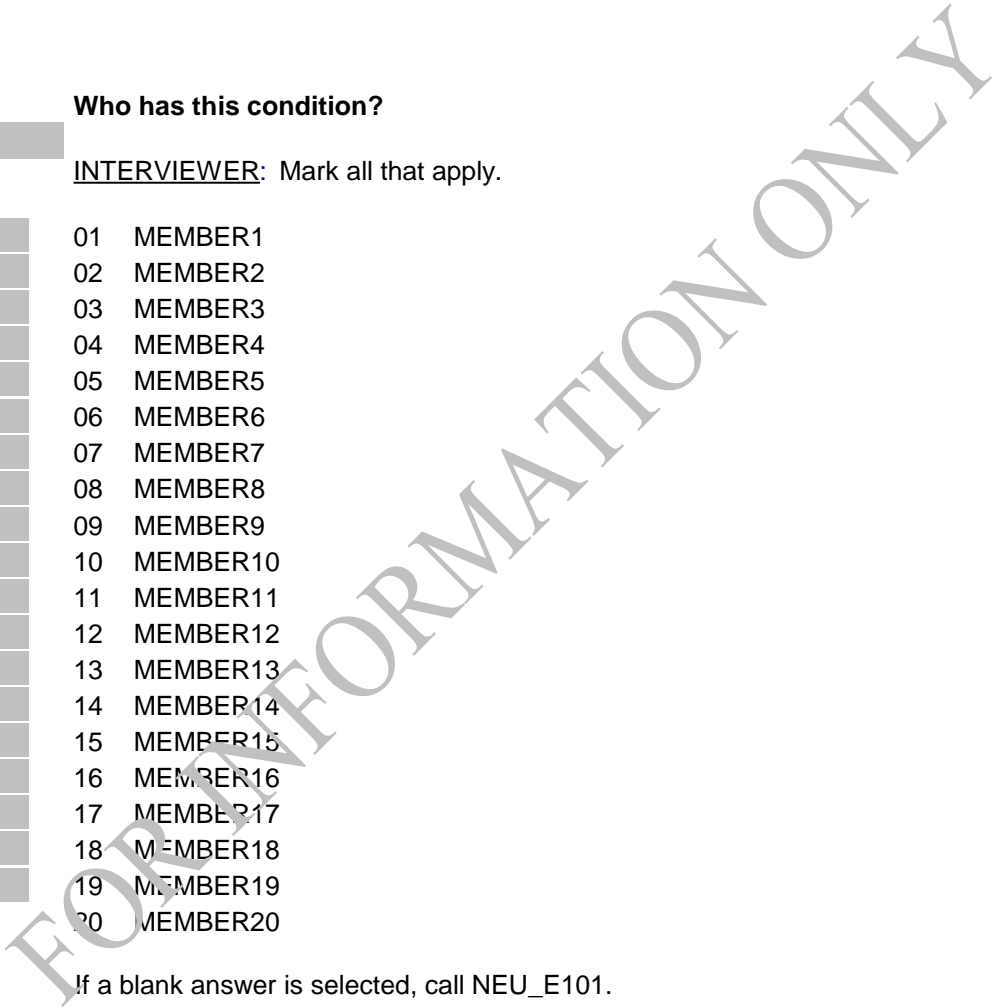 Who has this condition?
INTERVIEWER: Mark all that apply.
01 MEMBER1
02 MEMBER2
03 MEMBER3
04 MEMBER4
05 MEMBER5
06 MEMBER6
07 MEMBER7
08 MEMBER8
09 MEMBER9
10 MEMBER10
11 MEMBER11
12 MEMBER12
13 MEMBER13
14 MEMBER14
15 MEMBER15
16 MEMBER16
17 MEMBER17
18 MEMBER18
19 MEMBER19
20 MEMBER20
If a blank answer is selected, call NEU_E101.
FOR INFORMATION ONLY